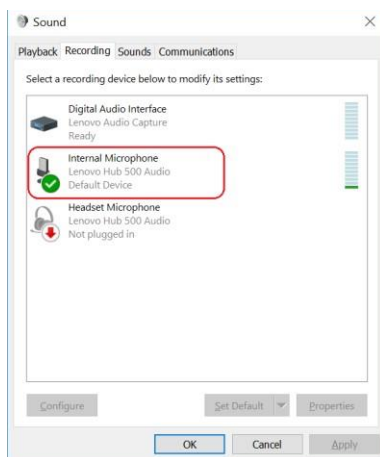 Sound
Playback Recording Sounds Communications
Select a recording device below to modify its settings:
Digital Audio Interface
Lenovo Audio Capture
Ready
Internal Microphone
Lenovo Hub 500 Audio
Default Device
Headset Microphone
Lenovo Hub 500 Audio
Not plugged in
Configure Set Default Properties
OK Cancel Apply